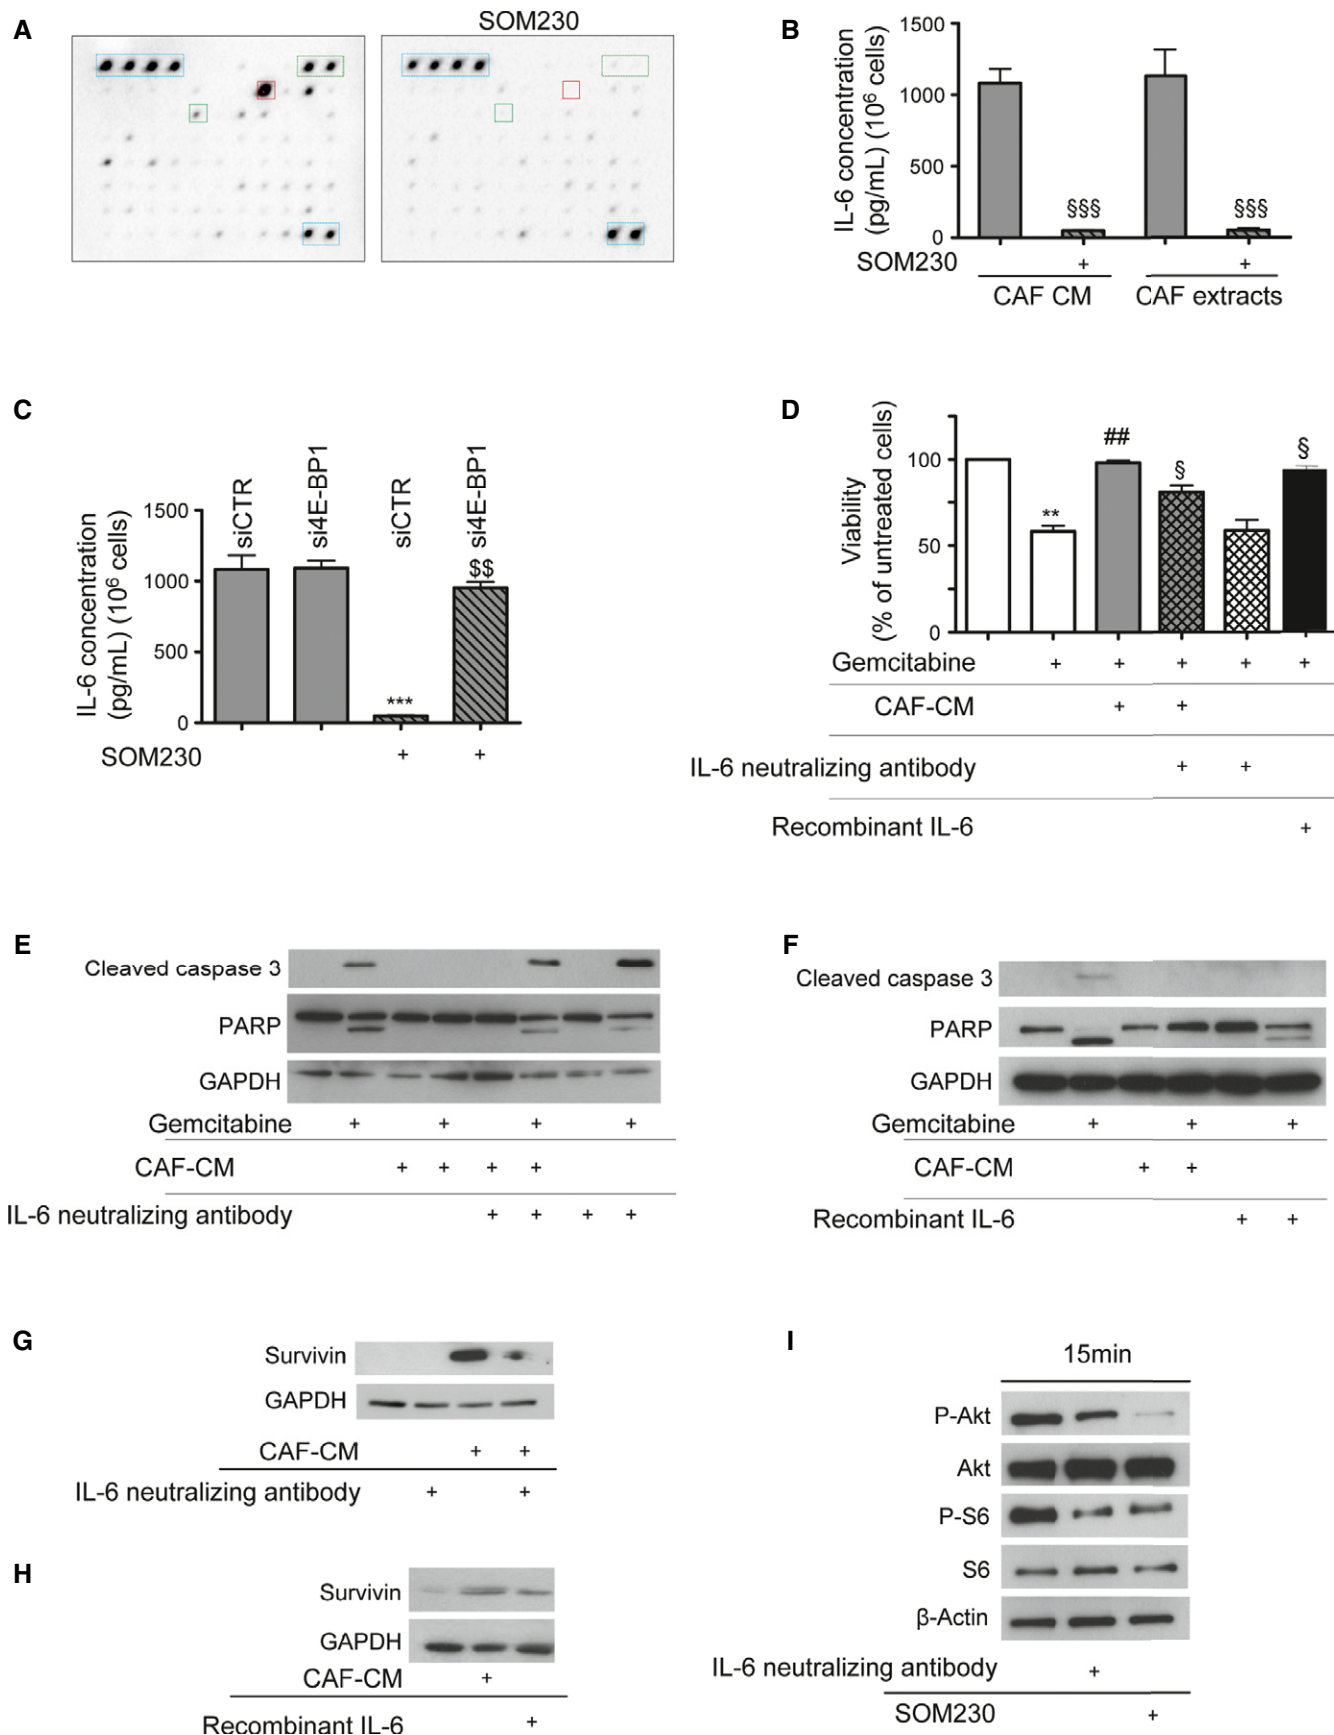 A
SOM230
B
IL-6 concentration
(pg/mL) (10⁶ cells)
1500
1000
500
0
§§§
§§§
SOM230
+
+
CAF CM
CAF extracts
C
IL-6 concentration
(pg/mL) (10⁶ cells)
1500
1000
500
0
siCTR
si4E-BP1
siCTR
si4E-BP1
***
$$
SOM230
+
+
D
Viability
(% of untreated cells)
100
50
0
**
##
§
§
Gemcitabine + + + + +
CAF-CM + +
IL-6 neutralizing antibody + +
Recombinant IL-6 +
E
Cleaved caspase 3
PARP
GAPDH
Gemcitabine + + + +
CAF-CM + + + +
IL-6 neutralizing antibody + + + +
F
Cleaved caspase 3
PARP
GAPDH
Gemcitabine + + +
CAF-CM + +
Recombinant IL-6 + +
G
Survivin
GAPDH
CAF-CM + +
IL-6 neutralizing antibody + +
H
Survivin
GAPDH
CAF-CM +
Recombinant IL-6 +
I
15min
P-Akt
Akt
P-S6
S6
β-Actin
IL-6 neutralizing antibody +
SOM230 +